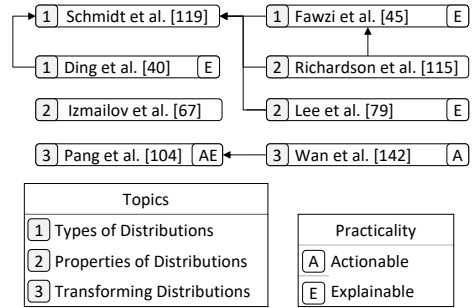 1 Schmidt et al. [119] 1 Fawzi et al. [45] E
1 Ding et al. [40] E 2 Richardson et al. [115]
2 Izmailov et al. [67] 2 Lee et al. [79] E
3 Pang et al. [104] AE 3 Wan et al. [142] A
Topics
1 Types of Distributions
2 Properties of Distributions
3 Transforming Distributions
Practicality
A Actionable
E Explainable